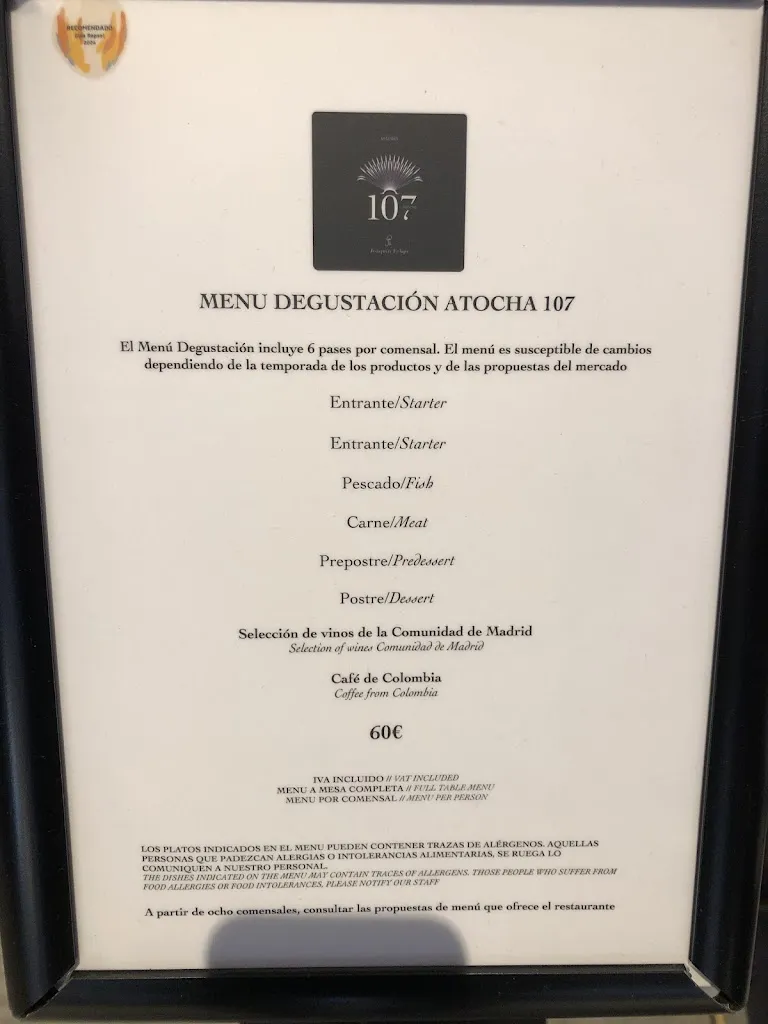 RECOMENDADO
2024
107
MENU DEGUSTACIÓN ATOCHA 107
El Menú Degustación incluye 6 pases por comensal. El menú es susceptible de cambios
dependiendo de la temporada de los productos y de las propuestas del mercado
Entrante/Starter
Entrante/Starter
Pescado/Fish
Carne/Meat
Prepostre/Predessert
Postre/Dessert
Selección de vinos de la Comunidad de Madrid
Selection of wines Comunidad de Madrid
Café de Colombia
Coffee from Colombia
60€
IVA INCLUIDO // VAT INCLUDED
MENU A MESA COMPLETA // FULL TABLE MENU
MENU POR COMENSAL // MENU PER PERSON
LOS PLATOS INDICADOS EN EL MENU PUEDEN CONTENER TRAZAS DE ALÉRGENOS. AQUELLAS
PERSONAS QUE PADEZCAN ALERGIAS O INTOLERANCIAS ALIMENTARIAS, SE RUEGA LO
COMUNIQUEN A NUESTRO PERSONAL.
THE DISHES INDICATED ON THE MENU MAY CONTAIN TRACES OF ALLERGENS. THOSE PEOPLE WHO SUFFER FROM
FOOD ALLERGIES OR FOOD INTOLERANCES, PLEASE NOTIFY OUR STAFF
A partir de ocho comensales, consultar las propuestas de menú que ofrece el restaurante